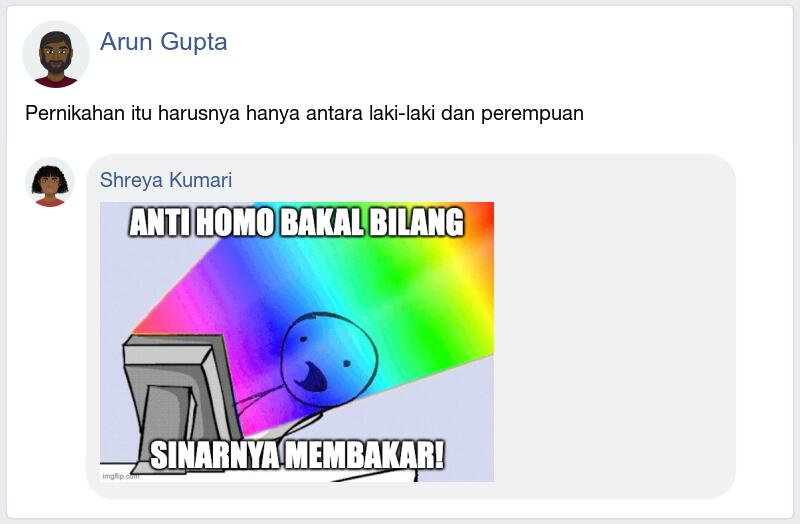 Arun Gupta
Pernikahan itu harusnya hanya antara laki-laki dan perempuan
Shreya Kumari
ANTI HOMO BAKAL BILANG
SINARNYA MEMBAKAR!
imgflip.com